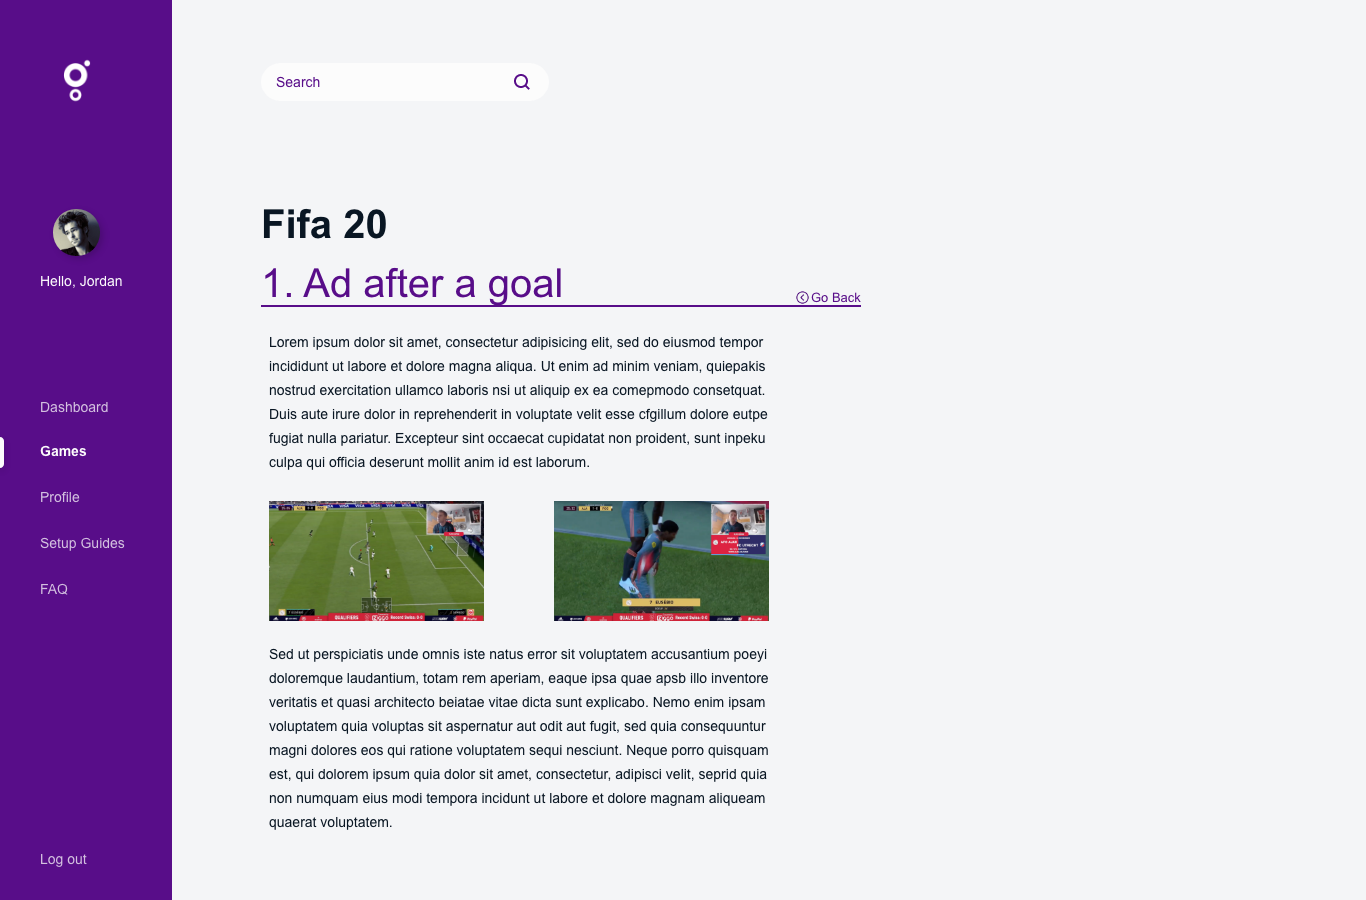 Search
Hello, Jordan
Dashboard
Games
Profile
Setup Guides
FAQ
Log out
Fifa 20
1. Ad after a goal
Go Back
Lorem ipsum dolor sit amet, consectetur adipisicing elit, sed do eiusmod tempor
incididunt ut labore et dolore magna aliqua. Ut enim ad minim veniam, quiepakis
nostrud exercitation ullamco laboris nsi ut aliquip ex ea comepmodo consetquat.
Duis aute irure dolor in reprehenderit in voluptate velit esse cfgillum dolore eutpe
fugiat nulla pariatur. Excepteur sint occaecat cupidatat non proident, sunt inpeku
culpa qui officia deserunt mollit anim id est laborum.
QUALIFIERS
QUALIFIERS
Sed ut perspiciatis unde omnis iste natus error sit voluptatem accusantium poeyi
doloremque laudantium, totam rem aperiam, eaque ipsa quae apsb illo inventore
veritatis et quasi architecto beiatae vitae dicta sunt explicabo. Nemo enim ipsam
voluptatem quia voluptas sit aspernatur aut odit aut fugit, sed quia consequuntur
magni dolores eos qui ratione voluptatem sequi nesciunt. Neque porro quisquam
est, qui dolorem ipsum quia dolor sit amet, consectetur, adipisci velit, seprid quia
non numquam eius modi tempora incidunt ut labore et dolore magnam aliqueam
quaerat voluptatem.